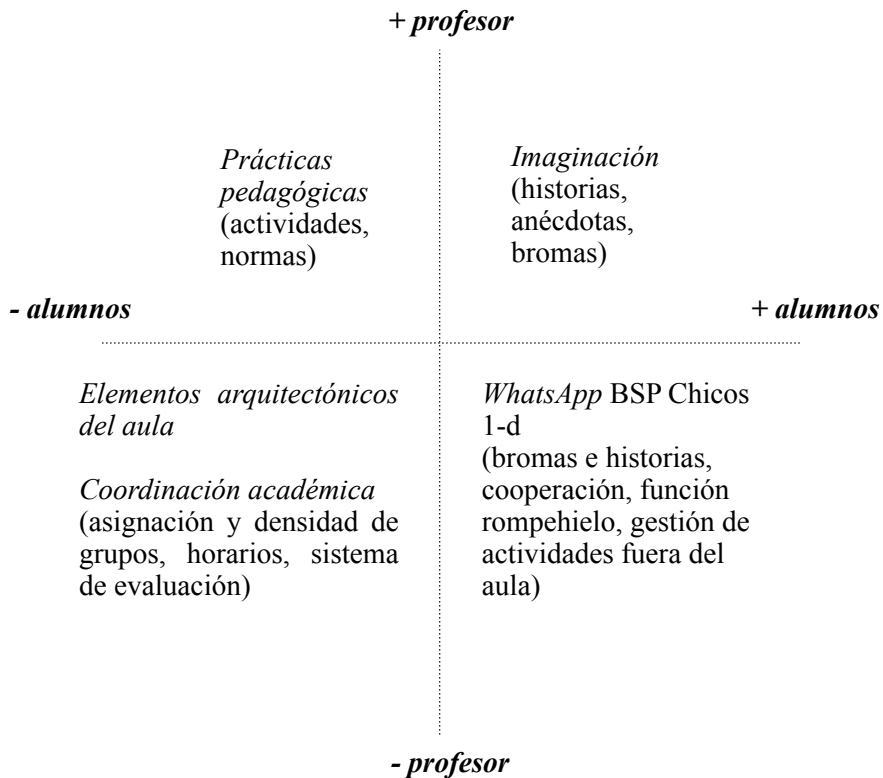 + profesor
Prácticas
pedagógicas
(actividades,
normas)
Imaginación
(historias,
anécdotas,
bromas)
- alumnos
+ alumnos
Elementos arquitectónicos
del aula
Coordinación académica
(asignación y densidad de
grupos, horarios, sistema
de evaluación)
WhatsApp BSP Chicos
1-d
(bromas e historias,
cooperación, función
rompehielo, gestión de
actividades fuera del
aula)
- profesor